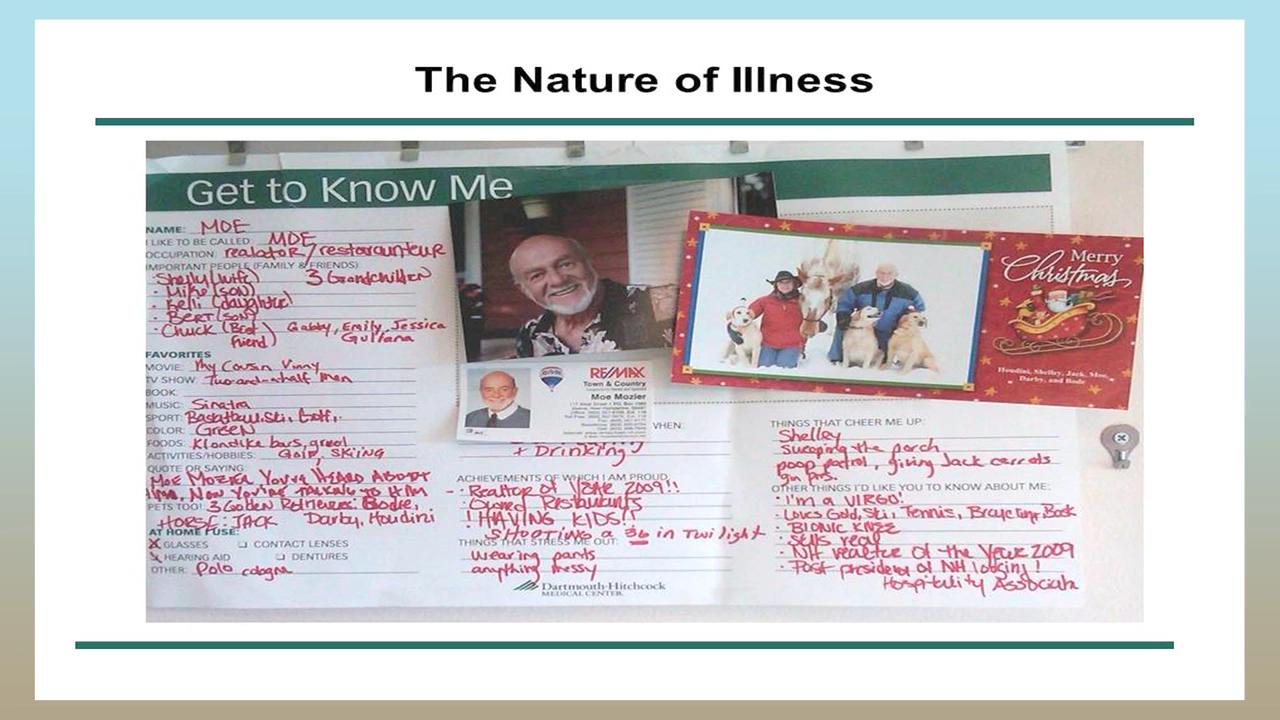 The Nature of Illness
Get to Know Me
NAME: MOE
I LIKE TO BE CALLED: MOE
OCCUPATION: realator/restaraunteur
IMPORTANT PEOPLE (FAMILY & FRIENDS)
Shelly (wife) 3 Grandchildren
· Mike (son)
· Kelli (daughter)
· BERT (son)
· Chuck (Best friend) Gabby, Emily, Jessica
Guliana
FAVORITES
MOVIE: My Cousin Vinny
TV SHOW: Two-and-a-half Men
BOOK:
MUSIC: Sinatra
SPORT: Basketball, Ski, Golf,
COLOR: Green
FOODS: Klondike bars,
ACTIVITIES/HOBBIES: Golf, SKiing
QUOTE OR SAYING:
MOE MOZIER YOU'VE HEARD ABOUT
HIM, NOW YOU'RE TALKING TO HIM
PETS TOO! 3 Golden Retrievers: Bodie,
HORSE: JACK Darby, Houdini
AT HOME I USE:
X GLASSES CONTACT LENSES
HEARING AID DENTURES
OTHER: Polo cologne
RE/MAX
Town & Country
Moe Mozier
WHEN:
+ Drinking
ACHIEVEMENTS OF WHICH I AM PROUD:
- · Realtor of YEAR 2009!!
· Owned Restaurants
! HAVING KIDS!!
SHOOTING a 36 in Twilight
THINGS THAT STRESS ME OUT:
wearing pants
anything messy
Dartmouth-Hitchcock
MEDICAL CENTER
Merry
Christmas
Houdini, Shelley, Jack, Moe,
Darby, and Bode
THINGS THAT CHEER ME UP:
Shelley
Sweeping the porch
poop patrol, giving Jack carrots
OTHER THINGS I'D LIKE YOU TO KNOW ABOUT ME:
· I'm a VIRGO!
· Loves Golf, Ski, Tennis,
· BIONIC KNEE
· Sells real
· NH realtor of the Year 2009
· Past president of NH lodging!
Hospitality Associatn